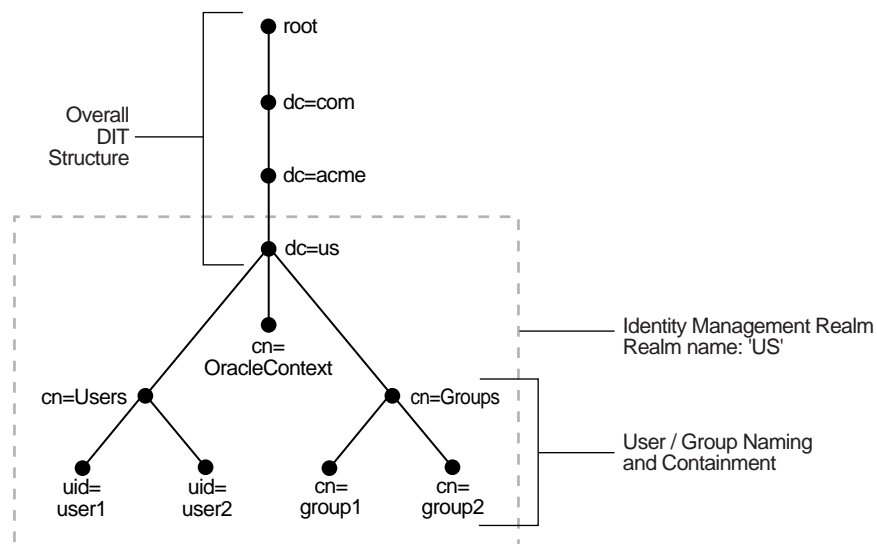 root
dc=com
Overall
DIT
Structure
dc=acme
dc=us
Identity Management Realm
Realm name: 'US'
cn=
OracleContext
cn=Users
cn=Groups
User / Group Naming
and Containment
uid=
user1
uid=
user2
cn=
group1
cn=
group2